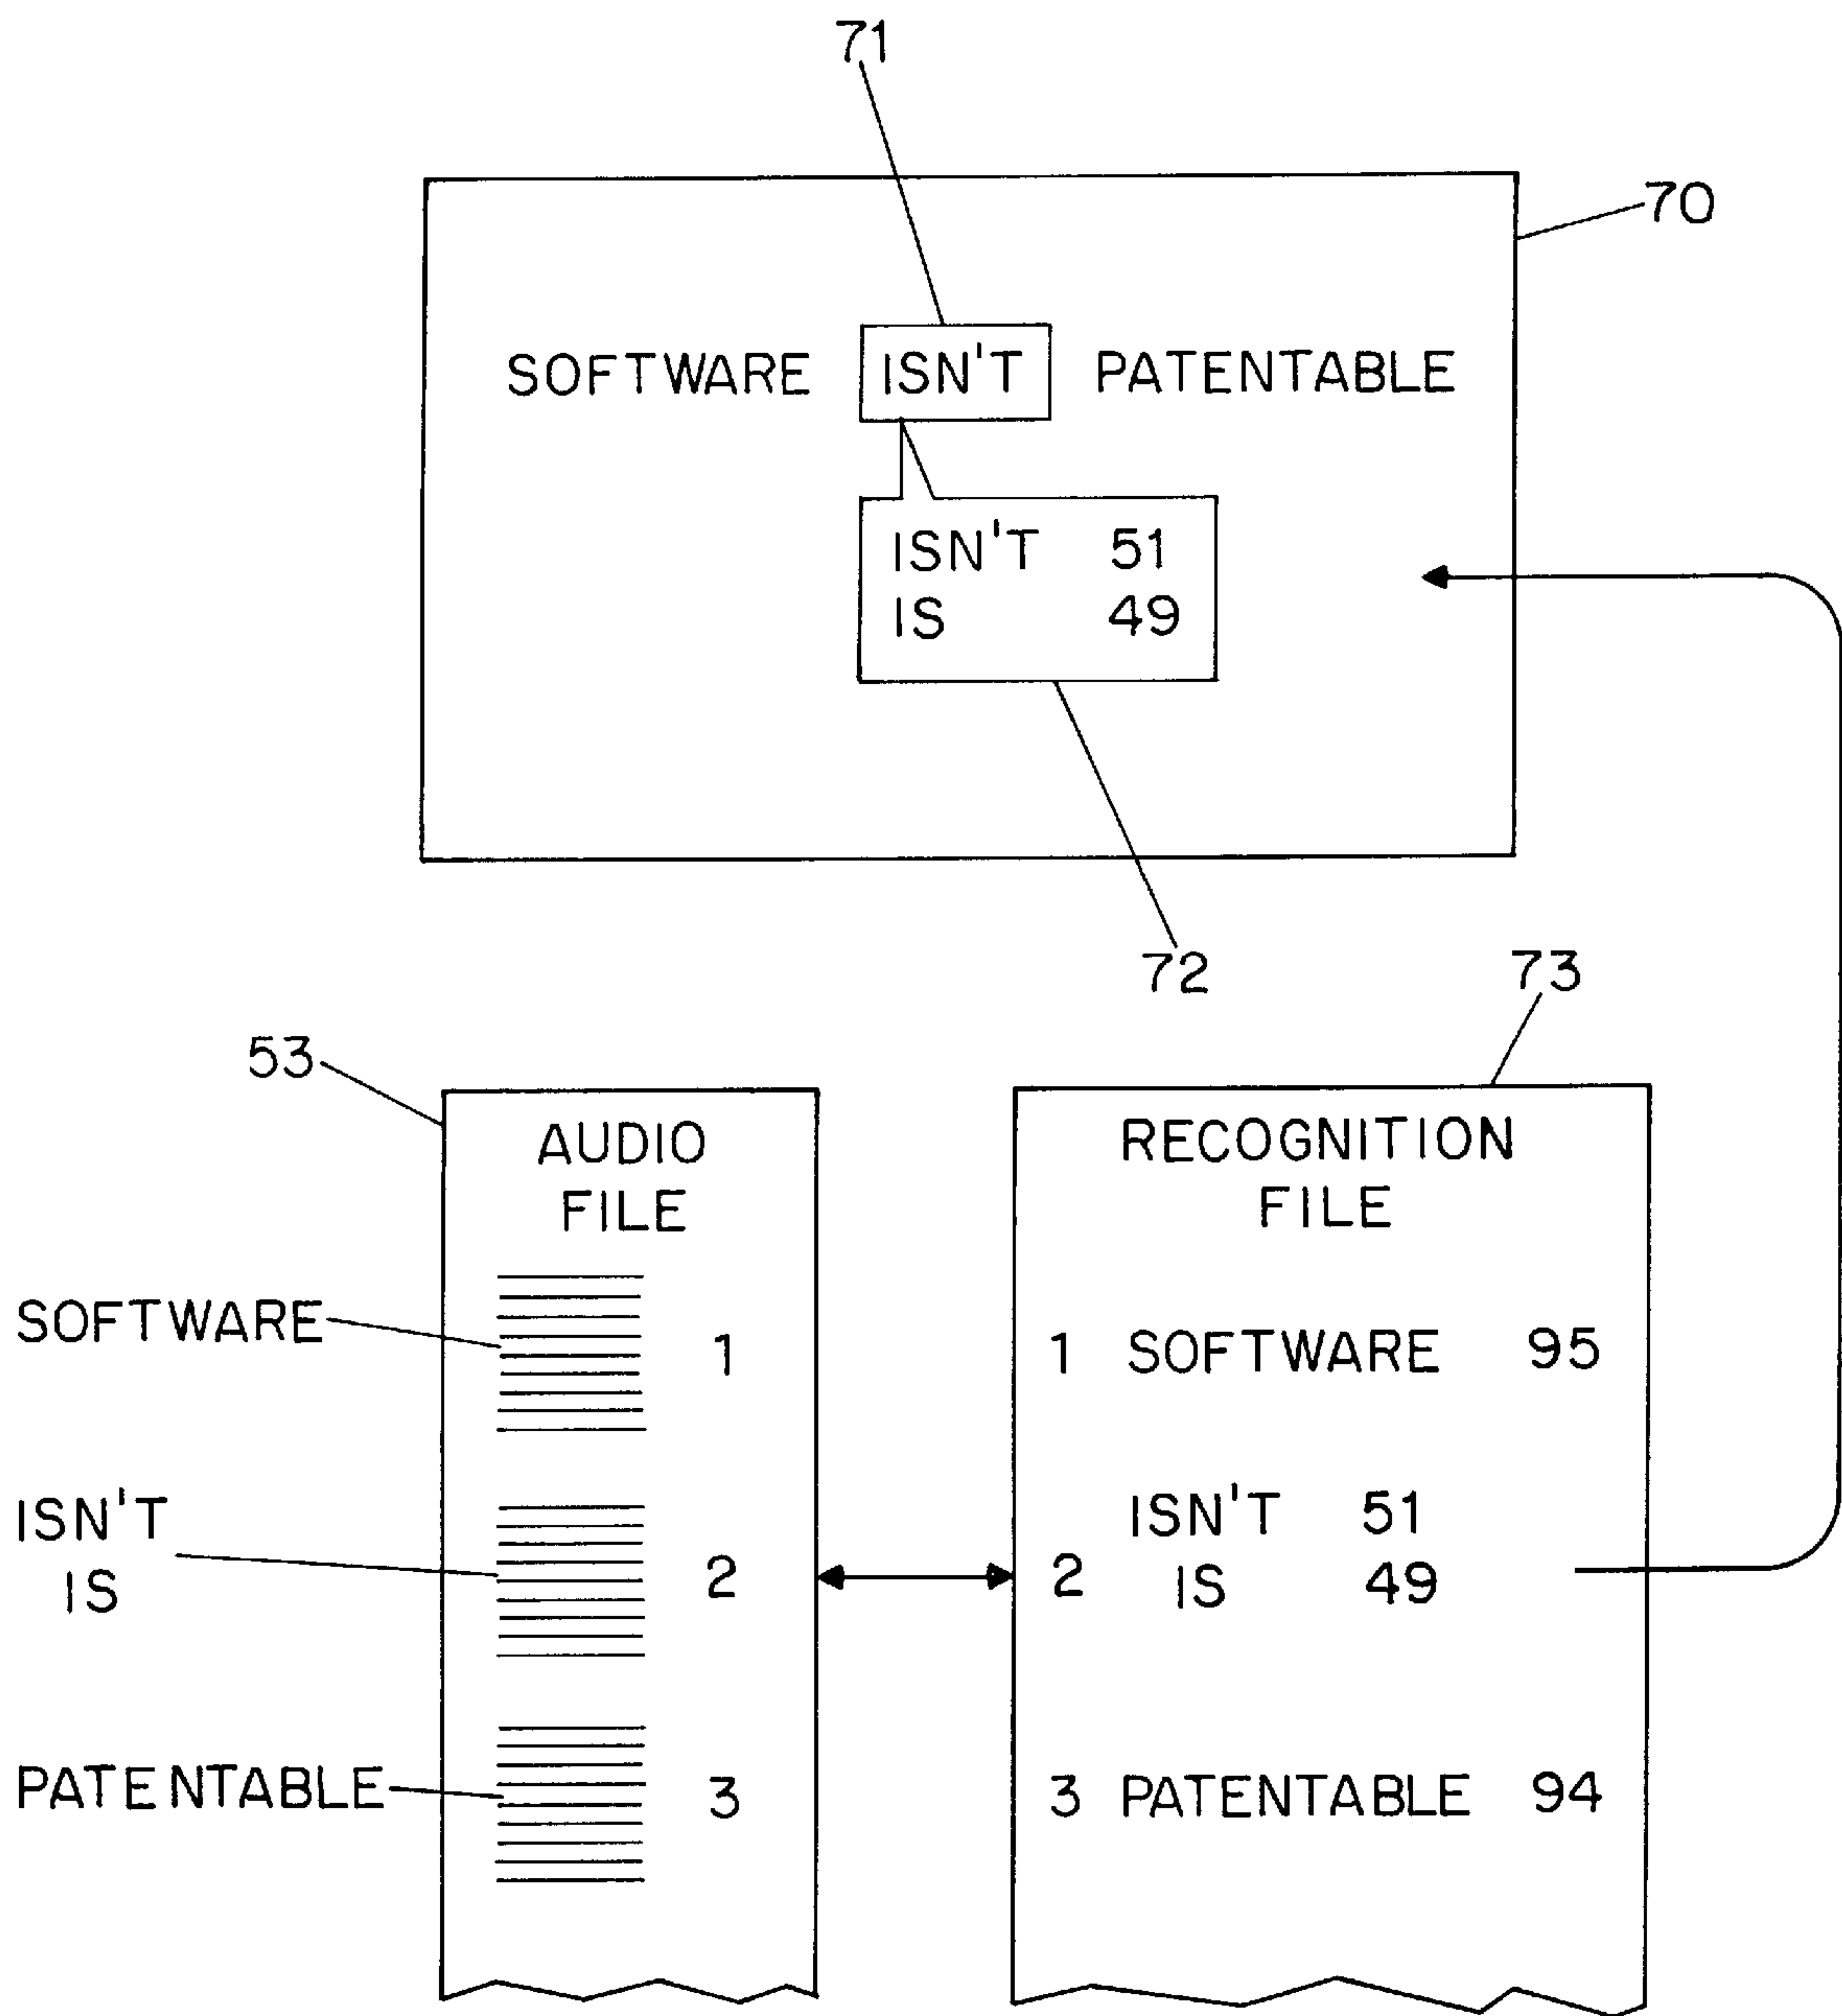 71
70
SOFTWARE ISN'T PATENTABLE
ISN'T 51
IS 49
72
73
53
AUDIO
FILE
SOFTWARE
1
ISN'T
IS
2
PATENTABLE
3
RECOGNITION
FILE
1 SOFTWARE 95
ISN'T 51
2 IS 49
3 PATENTABLE 94